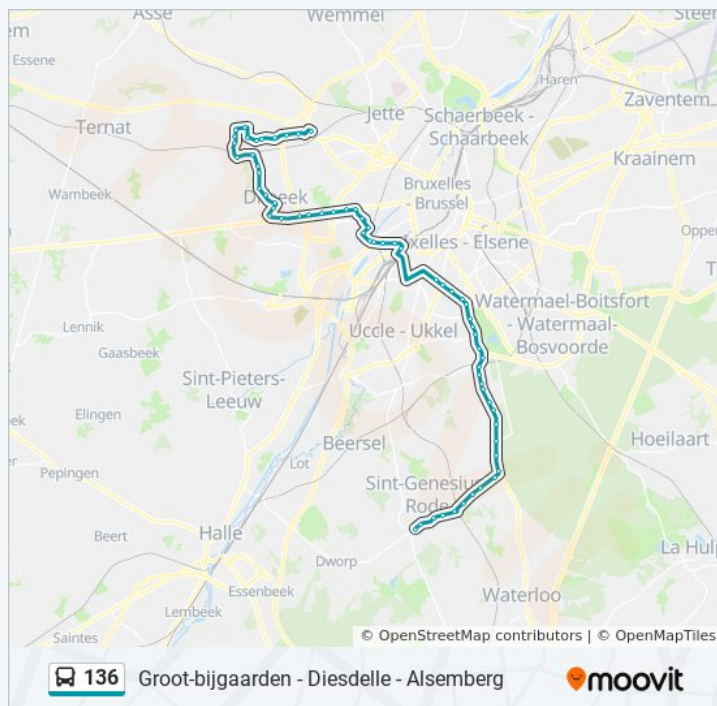 Asse
Wemmel
Steen
em
Essene
Haren
Zaventem
Jette
Schaerbeek -
Schaarbeek
Ternat
Kraainem
Bruxelles
- Brussel
Wambeek
Ixelles - Elsene
Oppe
Watermael-Boitsfort
- Watermaal-
Bosvoorde
Lennik
Uccle - Ukkel
Gaasbeek
Sint-Pieters-
Leeuw
Elingen
Hoeilaart
Beersel
Lot
Pepingen
Sint-Genesius
Rode
Beert
Halle
La Hulp
Dworp
Essenbeek
Waterloo
Lembeek
Saintes
© OpenStreetMap contributors | © OpenMapTiles
136 Groot-bijgaarden - Diesdelle - Alsemberg moovit